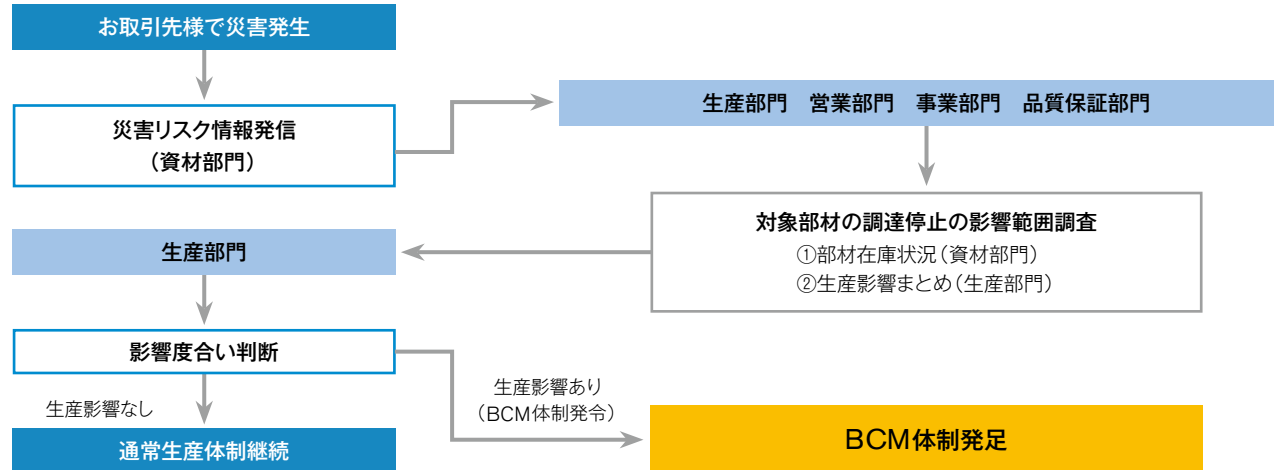 お取引先様で災害発生
災害リスク情報発信
（資材部門）
生産部門　営業部門　事業部門　品質保証部門
対象部材の調達停止の影響範囲調査
①部材在庫状況（資材部門）
②生産影響まとめ（生産部門）
生産部門
影響度合い判断
生産影響なし
生産影響あり
（BCM体制発令）
通常生産体制継続
BCM体制発足